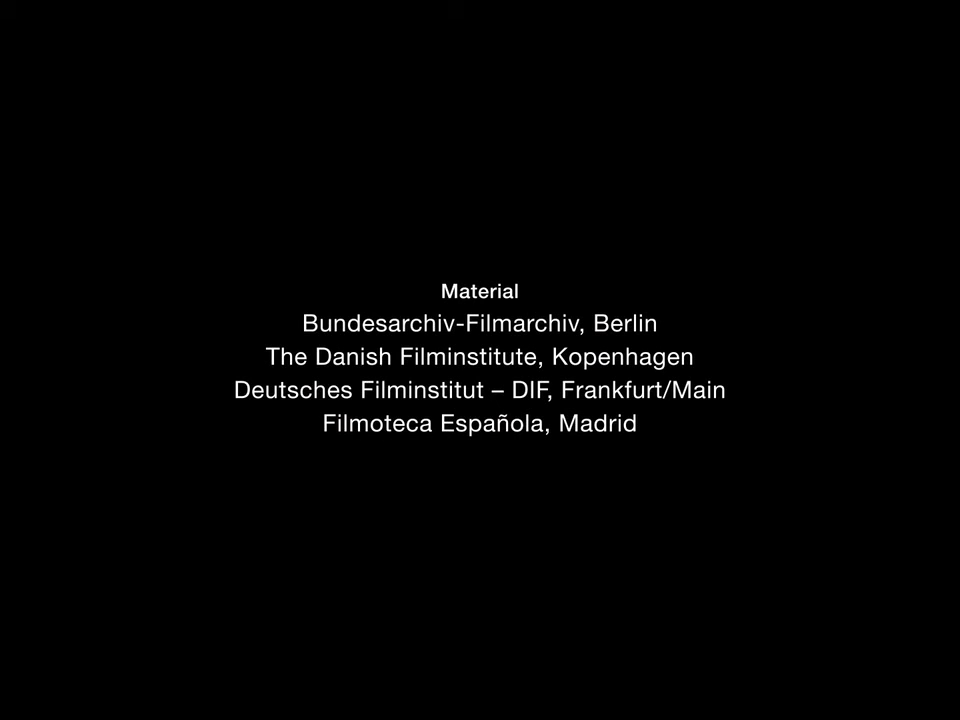 Material
Bundesarchiv-Filmarchiv, Berlin
The Danish Filminstitute, Kopenhagen
Deutsches Filminstitut – DIF, Frankfurt/Main
Filmoteca Española, Madrid